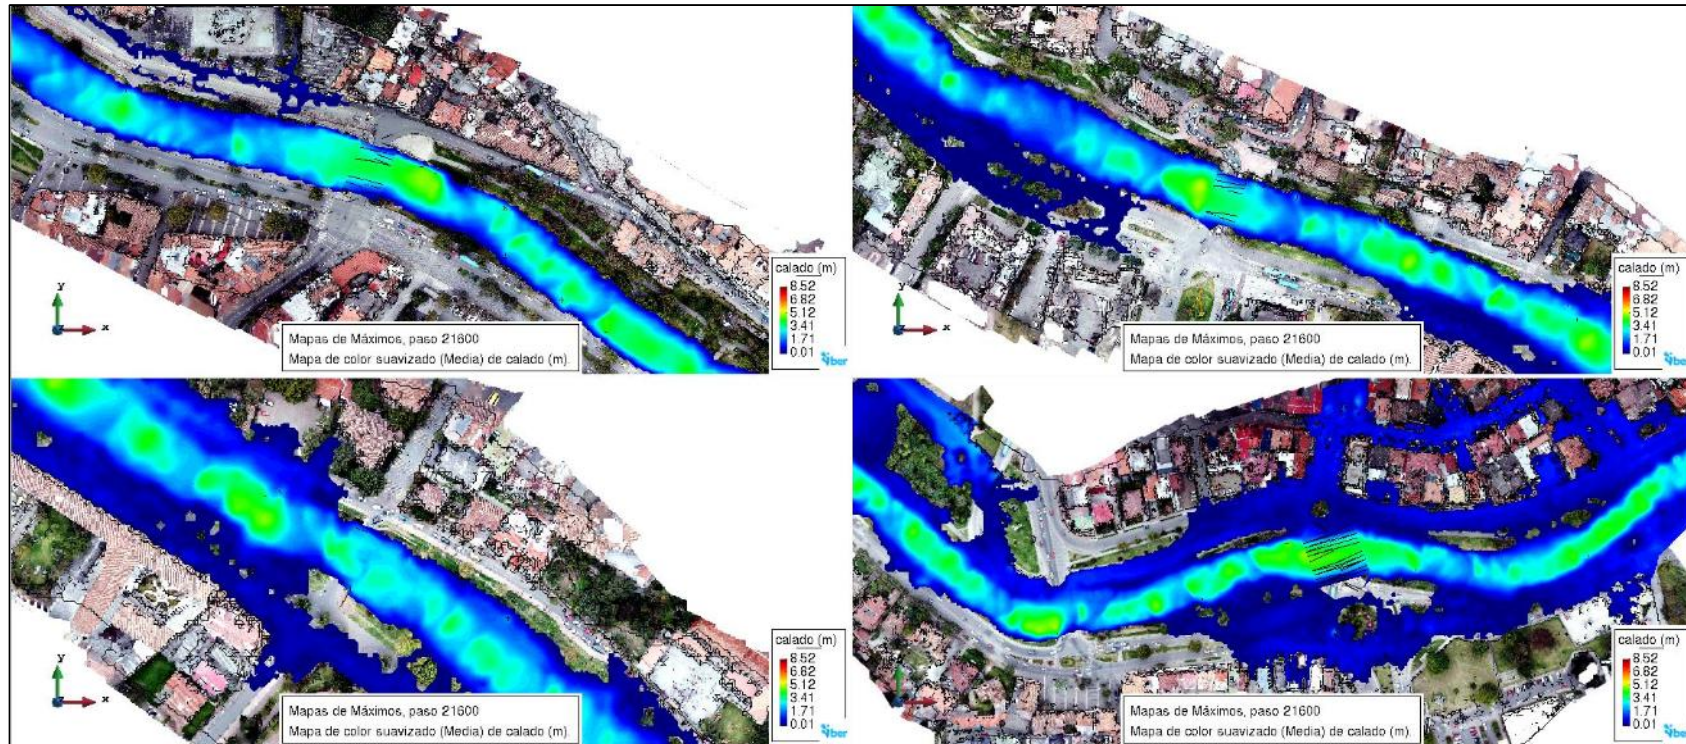 calado (m)
8.52
6.82
5.12
3.41
1.71
0.01
y
x
Mapas de Máximos, paso 21600
Mapa de color suavizado (Media) de calado (m).
iber
calado (m)
8.52
6.82
5.12
3.41
1.71
0.01
y
x
Mapas de Máximos, paso 21600
Mapa de color suavizado (Media) de calado (m).
iber
calado (m)
8.52
6.82
5.12
3.41
1.71
0.01
y
x
Mapas de Máximos, paso 21600
Mapa de color suavizado (Media) de calado (m).
iber
calado (m)
8.52
6.82
5.12
3.41
1.71
0.01
Mapas de Máximos, paso 21600
Mapa de color suavizado (Media) de calado (m).
iber